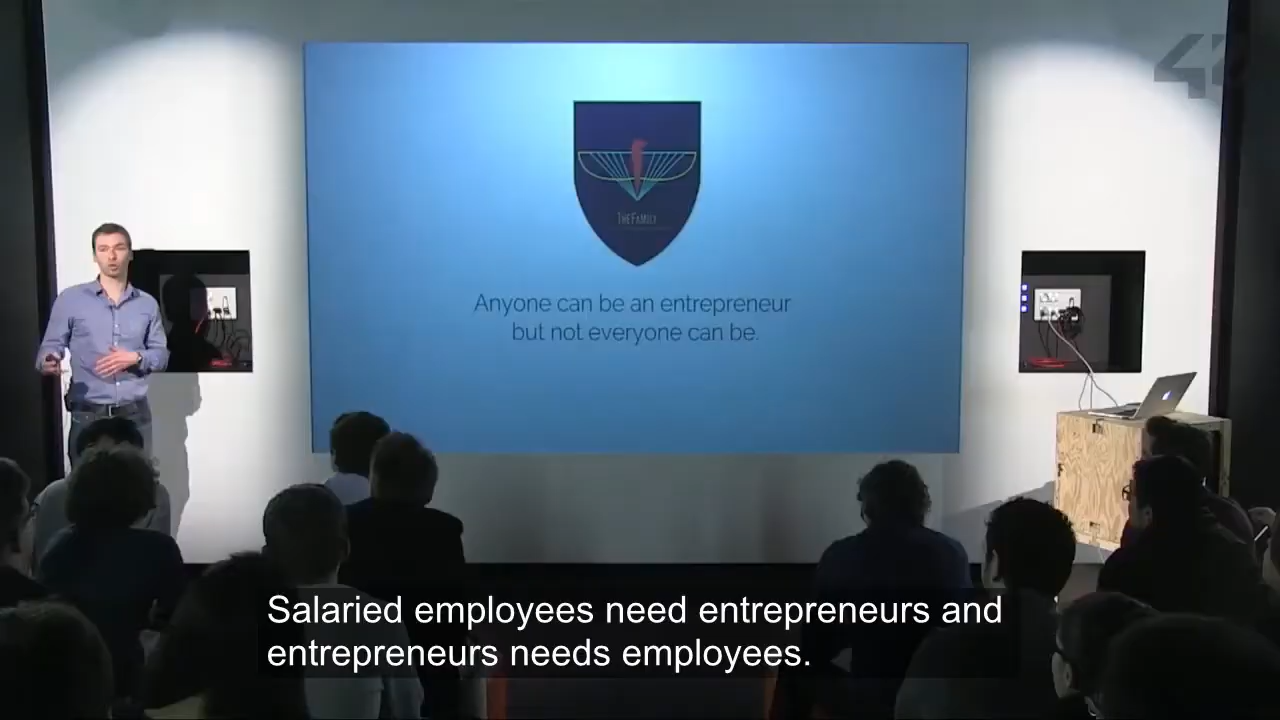 42
THEFAMILY
Anyone can be an entrepreneur
but not everyone can be.
Salaried employees need entrepreneurs and
entrepreneurs needs employees.